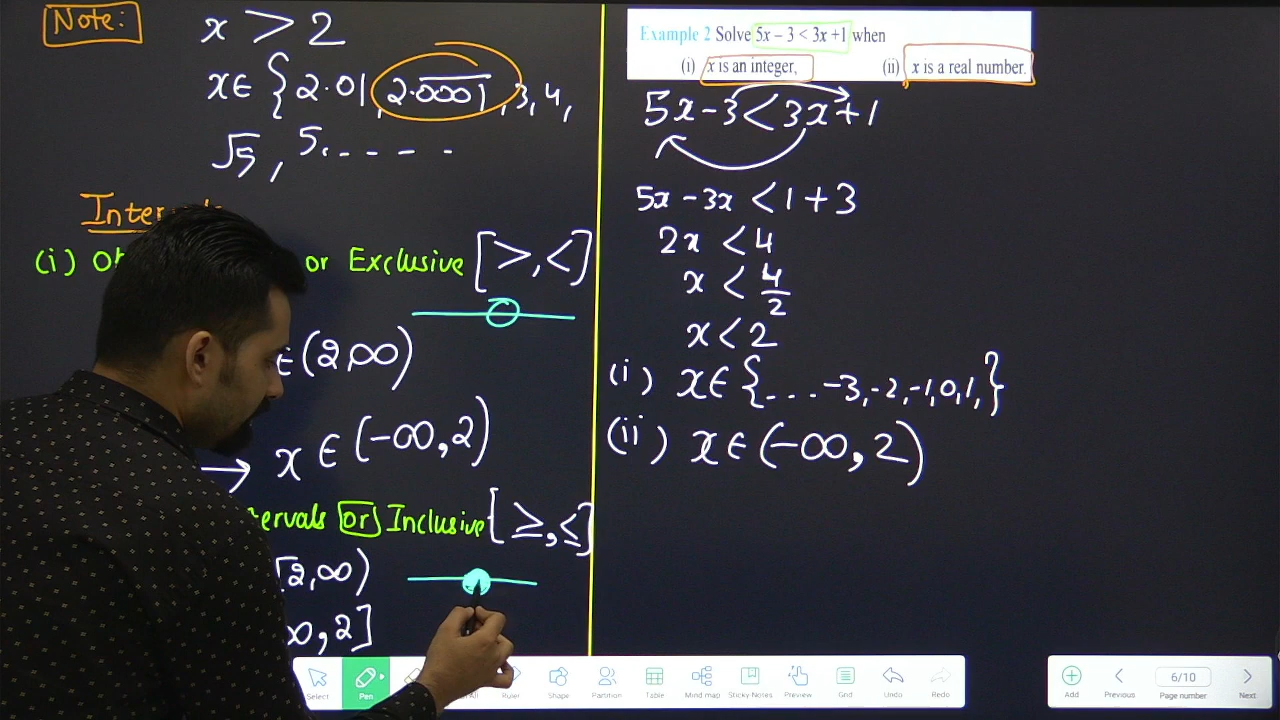 Note:
x > 2
x ∈ {2.01, 2.0001, 3, 4,
√5, 5, - - - -
(i) or Exclusive [>, <]
∈ (2, ∞)
→ x ∈ (-∞, 2)
or Inclusive [≥, ≤]
[2, ∞)
∞, 2]
Example 2 Solve 5x – 3 < 3x +1 when
(i) x is an integer,
(ii) x is a real number.
5x - 3 < 3x + 1
5x - 3x < 1 + 3
2x < 4
x < 4/2
x < 2
(i) x ∈ {... -3, -2, -1, 0, 1,}
(ii) x ∈ (-∞, 2)
Select
Pen
Ruler
Shape
Partition
Table
Mind map
Sticky Notes
Preview
Grid
Undo
Redo
Add
Previous
6/10
Page number
Next